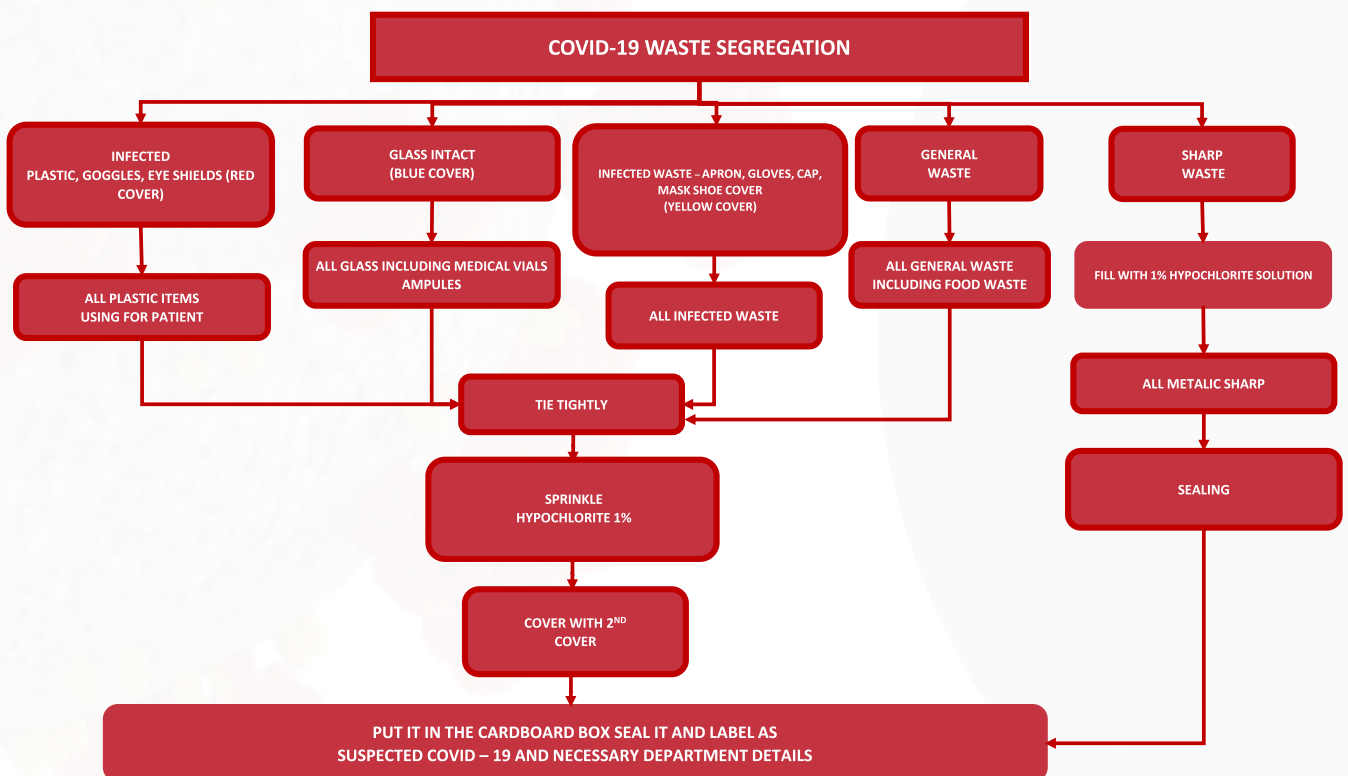 COVID-19 WASTE SEGREGATION
INFECTED
PLASTIC, GOGGLES, EYE SHIELDS (RED
COVER)
GLASS INTACT
(BLUE COVER)
INFECTED WASTE – APRON, GLOVES, CAP,
MASK SHOE COVER
(YELLOW COVER)
GENERAL
WASTE
SHARP
WASTE
ALL PLASTIC ITEMS
USING FOR PATIENT
ALL GLASS INCLUDING MEDICAL VIALS
AMPULES
ALL INFECTED WASTE
ALL GENERAL WASTE
INCLUDING FOOD WASTE
FILL WITH 1% HYPOCHLORITE SOLUTION
ALL METALIC SHARP
TIE TIGHTLY
SEALING
SPRINKLE
HYPOCHLORITE 1%
COVER WITH 2ND
COVER
PUT IT IN THE CARDBOARD BOX SEAL IT AND LABEL AS
SUSPECTED COVID – 19 AND NECESSARY DEPARTMENT DETAILS